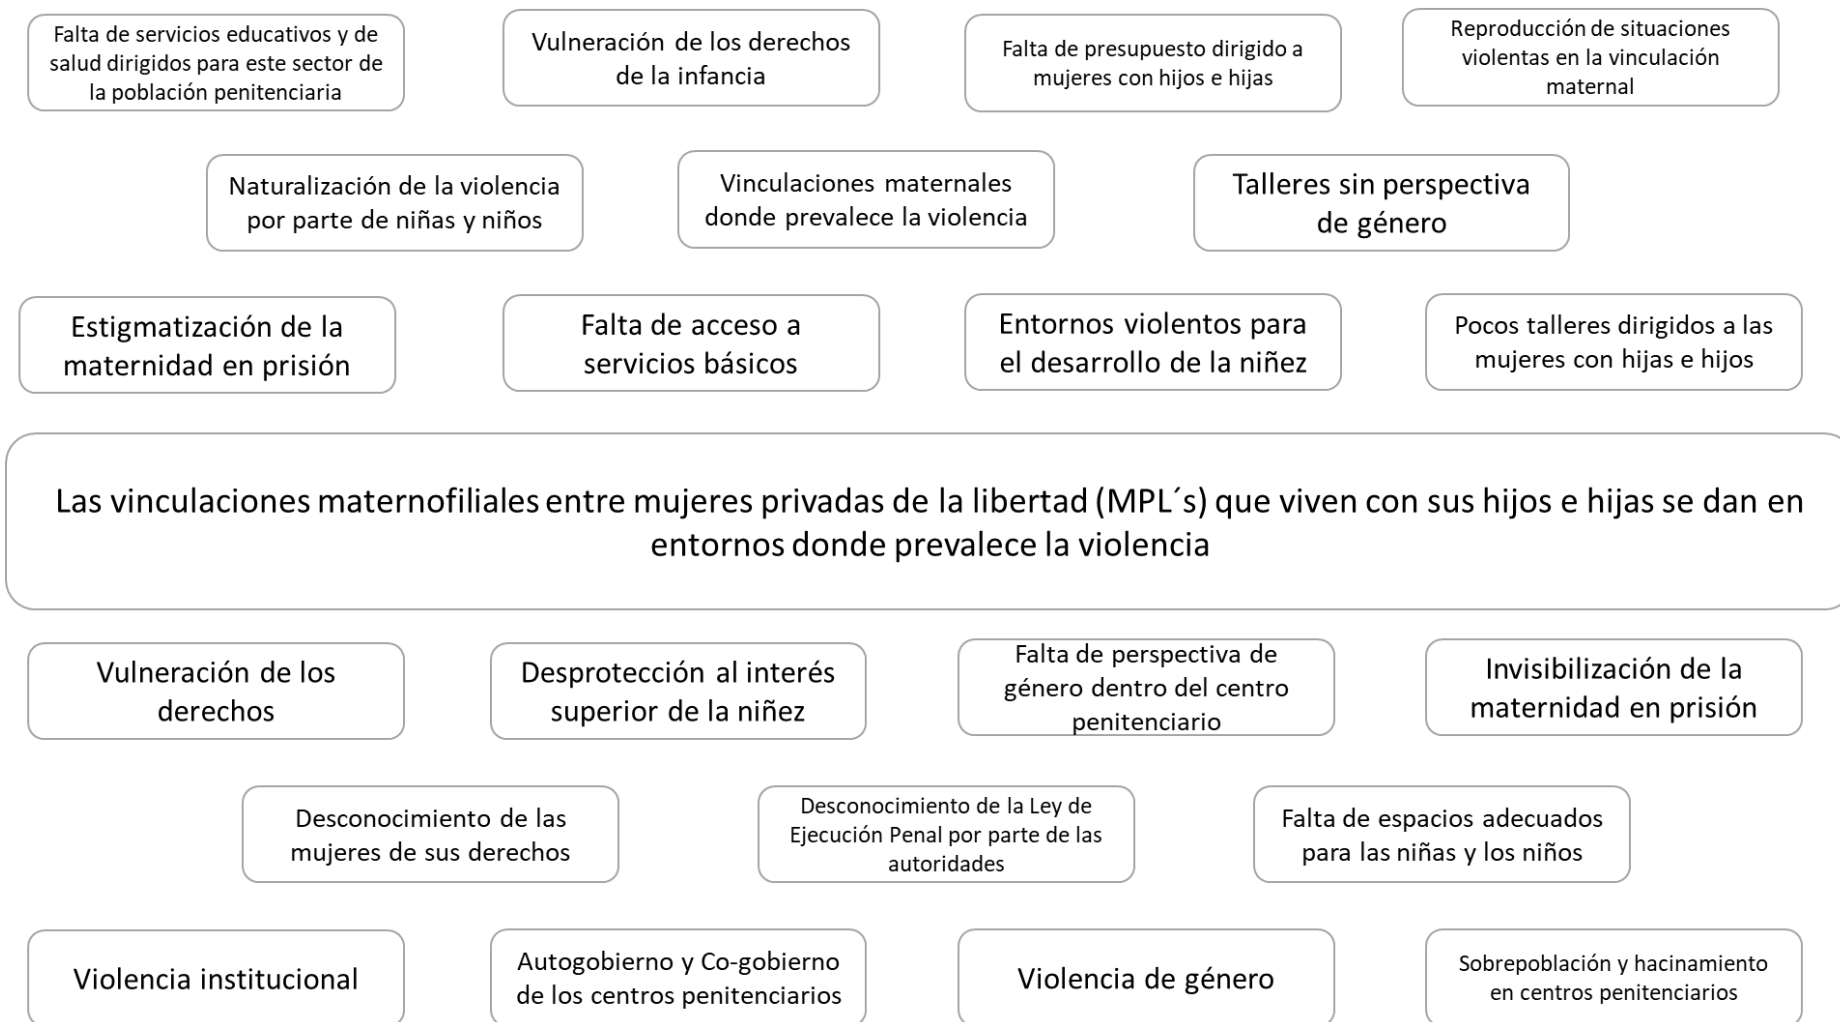 Falta de servicios educativos y de
salud dirigidos para este sector de
la población penitenciaria
Vulneración de los derechos
de la infancia
Falta de presupuesto dirigido a
mujeres con hijos e hijas
Reproducción de situaciones
violentas en la vinculación
maternal
Naturalización de la violencia
por parte de niñas y niños
Vinculaciones maternales
donde prevalece la violencia
Talleres sin perspectiva
de género
Estigmatización de la
maternidad en prisión
Falta de acceso a
servicios básicos
Entornos violentos para
el desarrollo de la niñez
Pocos talleres dirigidos a las
mujeres con hijas e hijos
Las vinculaciones maternofiliales entre mujeres privadas de la libertad (MPL´s) que viven con sus hijos e hijas se dan en
entornos donde prevalece la violencia
Vulneración de los
derechos
Desprotección al interés
superior de la niñez
Falta de perspectiva de
género dentro del centro
penitenciario
Invisibilización de la
maternidad en prisión
Desconocimiento de las
mujeres de sus derechos
Desconocimiento de la Ley de
Ejecución Penal por parte de las
autoridades
Falta de espacios adecuados
para las niñas y los niños
Violencia institucional
Autogobierno y Co-gobierno
de los centros penitenciarios
Violencia de género
Sobrepoblación y hacinamiento
en centros penitenciarios